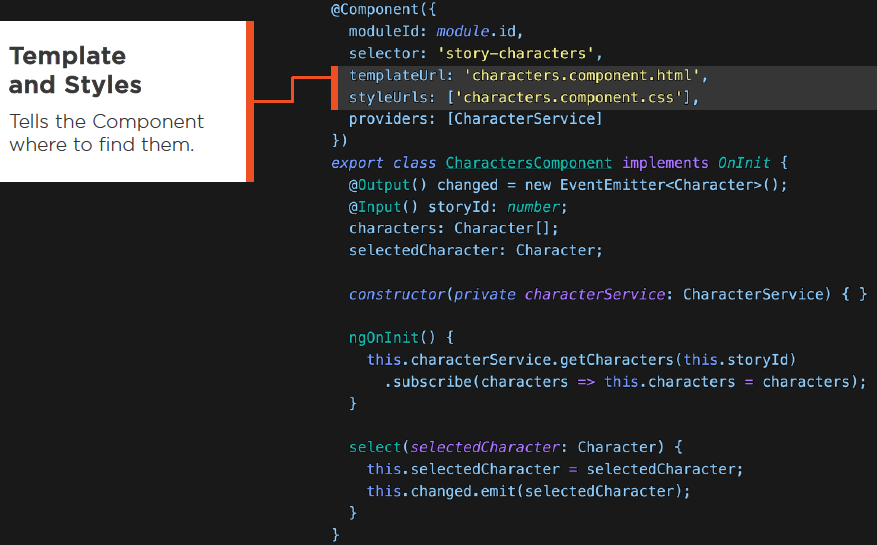 Template
and Styles
Tells the Component
where to find them.
@Component({
  moduleId: module.id,
  selector: 'story-characters',
  templateUrl: 'characters.component.html',
  styleUrls: ['characters.component.css'],
  providers: [CharacterService]
})
export class CharactersComponent implements OnInit {
  @Output() changed = new EventEmitter<Character>();
  @Input() storyId: number;
  characters: Character[];
  selectedCharacter: Character;
  constructor(private characterService: CharacterService) { }
  ngOnInit() {
    this.characterService.getCharacters(this.storyId)
      .subscribe(characters => this.characters = characters);
  }
  select(selectedCharacter: Character) {
    this.selectedCharacter = selectedCharacter;
    this.changed.emit(selectedCharacter);
  }
}